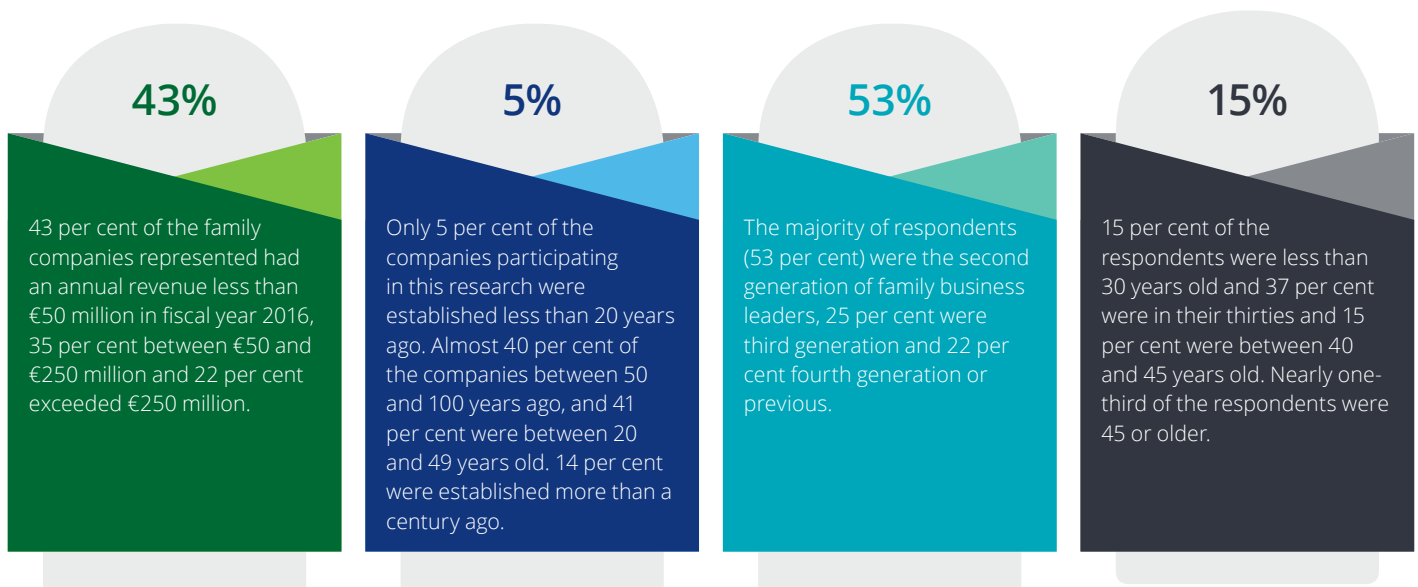 43%
43 per cent of the family
companies represented had
an annual revenue less than
€50 million in fiscal year 2016,
35 per cent between €50 and
€250 million and 22 per cent
exceeded €250 million.
5%
Only 5 per cent of the
companies participating
in this research were
established less than 20 years
ago. Almost 40 per cent of
the companies between 50
and 100 years ago, and 41
per cent were between 20
and 49 years old. 14 per cent
were established more than a
century ago.
53%
The majority of respondents
(53 per cent) were the second
generation of family business
leaders, 25 per cent were
third generation and 22 per
cent fourth generation or
previous.
15%
15 per cent of the
respondents were less than
30 years old and 37 per cent
were in their thirties and 15
per cent were between 40
and 45 years old. Nearly one-
third of the respondents were
45 or older.